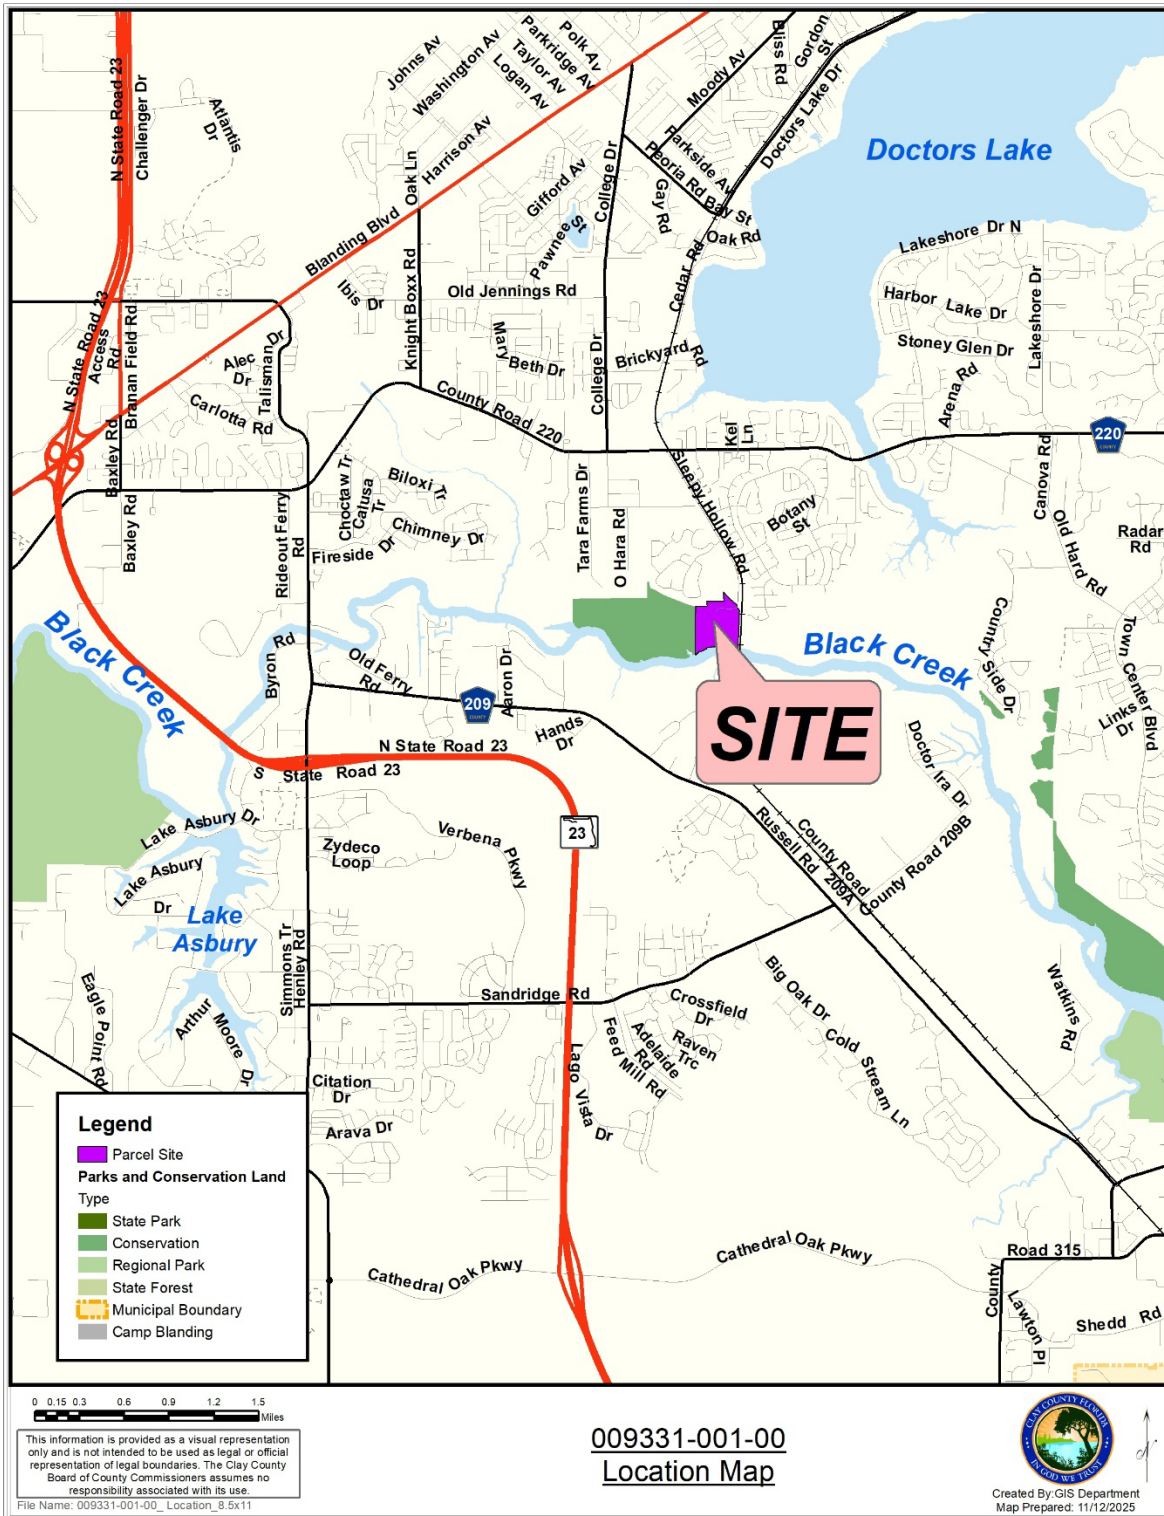 N State Road 23
Challenger Dr
Atlantis
Dr
Johns Av
Washington Av
Polk Av
Parkridge Av
Taylor Av
Logan Av
Harrison Av
Gifford Av
Pawnee St
Oak Ln
Blanding Blvd
Knight Boxx Rd
Ibis Dr
Old Jennings Rd
Mary
Beth Dr
College Dr
College Dr
Brickyard Rd
Bliss Rd
Gordon
St
Moody Av
Parkside Av
Peoria Rd
Bay St
Gay Rd
Oak Rd
Cedar Rd
Doctors Lake Dr
Doctors Lake
Lakeshore Dr N
Harbor Lake Dr
Stoney Glen Dr
Lakeshore Dr
Arena Rd
N State Road 23
Access
Rd
Branan Field Rd
Alec Dr
Dr
Talisman
Carlotta Rd
Baxley Rd
Baxley Rd
County Road 220
Kel
Ln
220
COUNTY
Canova Rd
Old Hard Rd
Radar
Rd
Choctaw Tr
Catusa
Tr
Biloxi Tr
Chimney Dr
Fireside Dr
Rideout Ferry
Rd
Tara Farms Dr
O Hara Rd
Sleepy Hollow Rd
Botany
St
Black Creek
Black Creek
Byron Rd
Old Ferry
Rd
209
COUNTY
Aaron Dr
Hands
Dr
SITE
Country Side Dr
Town Center Blvd
Links
Dr
Doctor Ira Dr
N State Road 23
S State Road 23
23
Verbena Pkwy
Zydeco
Loop
Lake Asbury Dr
Lake Asbury
Dr
Lake
Asbury
Russell Rd
County Road
209A
County Road 209B
Simmons Tr
Henley Rd
Sandridge Rd
Eagle Point Rd
Arthur
Moore Dr
Crossfield
Dr
Raven
Trc
Adelaide
Rd
Feed Mill Rd
Big Oak Dr
Cold Stream Ln
Watkins Rd
Lago Vista Dr
Citation
Dr
Arava Dr
Cathedral Oak Pkwy
Cathedral Oak Pkwy
Road 315
County
Lawton Pl
Shedd Rd
Legend
Parcel Site
Parks and Conservation Land
Type
State Park
Conservation
Regional Park
State Forest
Municipal Boundary
Camp Blanding
0 0.15 0.3 0.6 0.9 1.2 1.5
Miles
This information is provided as a visual representation
only and is not intended to be used as legal or official
representation of legal boundaries. The Clay County
Board of County Commissioners assumes no
responsibility associated with its use.
File Name: 009331-001-00_ Location_8.5x11
009331-001-00
Location Map
CLAY COUNTY FLORIDA
IN GOD WE TRUST
N
Created By:GIS Department
Map Prepared: 11/12/2025